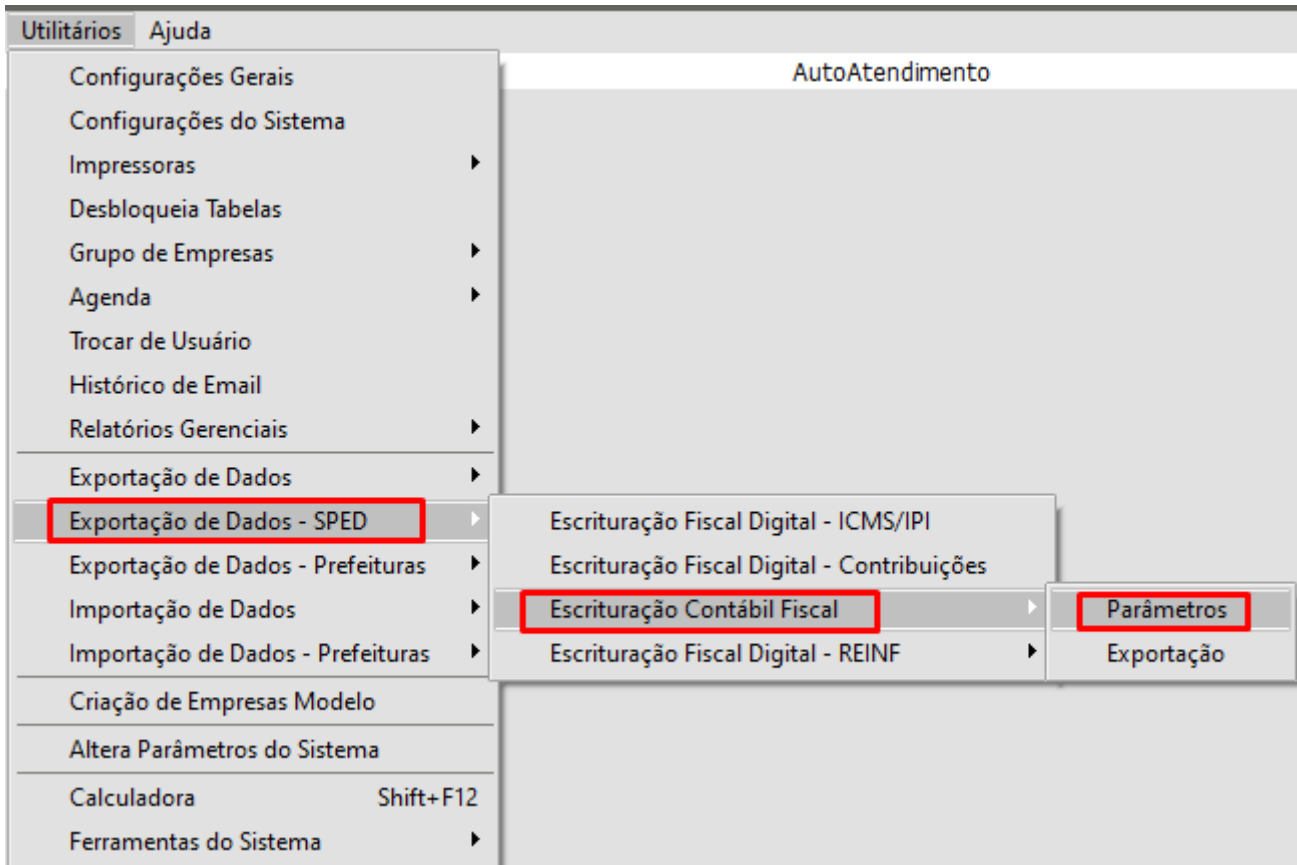 Utilitários Ajuda
AutoAtendimento
Configurações Gerais
Configurações do Sistema
Impressoras
Desbloqueia Tabelas
Grupo de Empresas
Agenda
Trocar de Usuário
Histórico de Email
Relatórios Gerenciais
Exportação de Dados
Exportação de Dados - SPED
Exportação de Dados - Prefeituras
Importação de Dados
Importação de Dados - Prefeituras
Criação de Empresas Modelo
Altera Parâmetros do Sistema
Calculadora Shift+F12
Ferramentas do Sistema
Escrituração Fiscal Digital - ICMS/IPI
Escrituração Fiscal Digital - Contribuições
Escrituração Contábil Fiscal
Escrituração Fiscal Digital - REINF
Parâmetros
Exportação